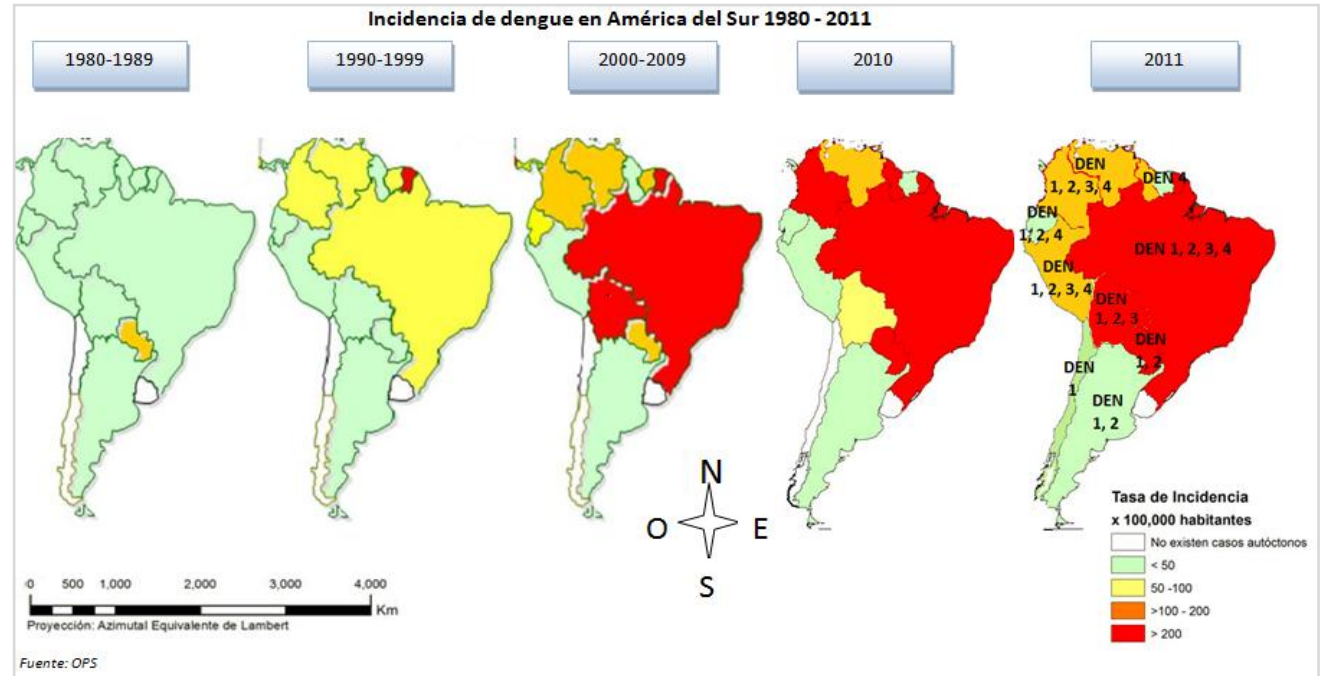 Incidencia de dengue en América del Sur 1980 - 2011
1980-1989
1990-1999
2000-2009
2010
2011
DEN
1, 2, 3, 4
DEN 4
DEN
1, 2, 4
DEN 1, 2, 3, 4
DEN
1, 2, 3, 4
DEN
1, 2, 3
DEN
1, 2
DEN
1
DEN
1, 2
N
O
E
S
0 500 1,000 2,000 3,000 4,000
Km
Proyección: Azimutal Equivalente de Lambert
Tasa de Incidencia
x 100,000 habitantes
No existen casos autóctonos
< 50
50 -100
>100 - 200
> 200
Fuente: OPS